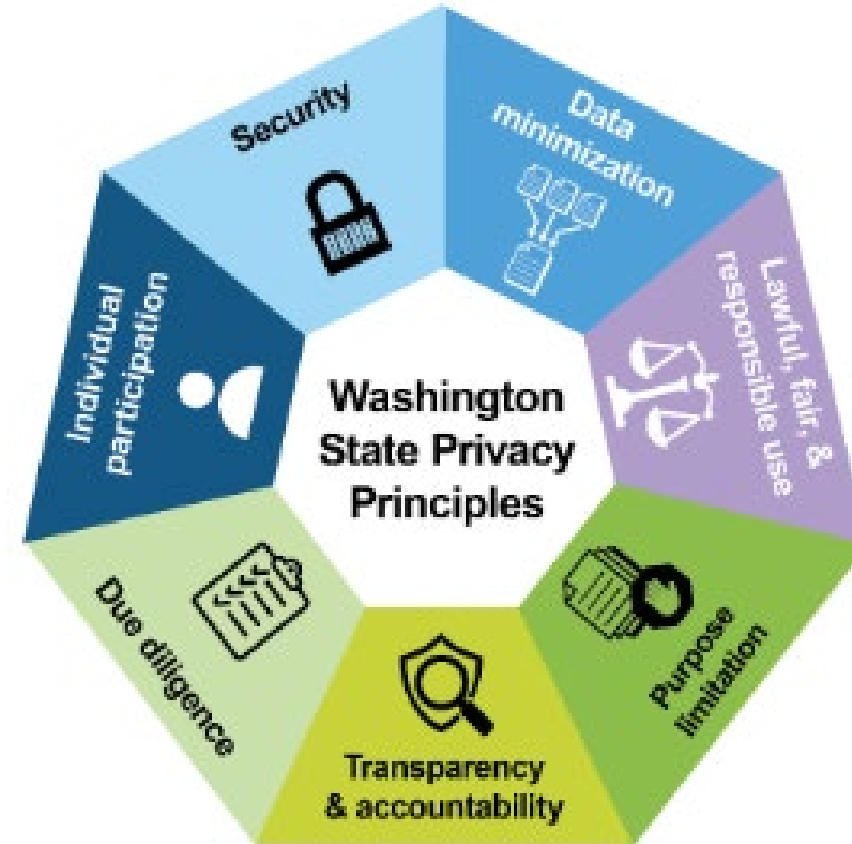 Washington
State Privacy
Principles
Security
Data
minimization
Lawful, fair, &
responsible use
Purpose
limitation
Transparency
& accountability
Due diligence
Individual
participation